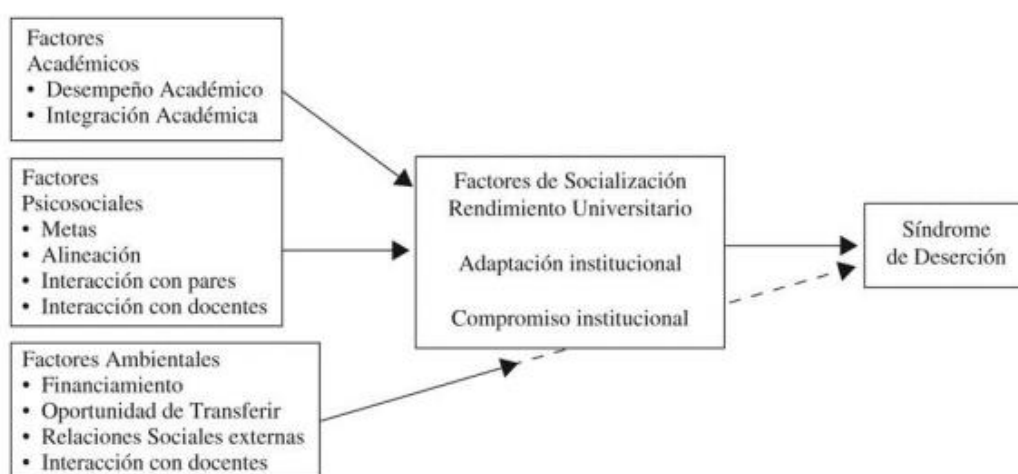 Factores
Académicos
• Desempeño Académico
• Integración Académica
Factores
Psicosociales
• Metas
• Alineación
• Interacción con pares
• Interacción con docentes
Factores Ambientales
• Financiamiento
• Oportunidad de Transferir
• Relaciones Sociales externas
• Interacción con docentes
Factores de Socialización
Rendimiento Universitario
Adaptación institucional
Compromiso institucional
Síndrome
de Deserción